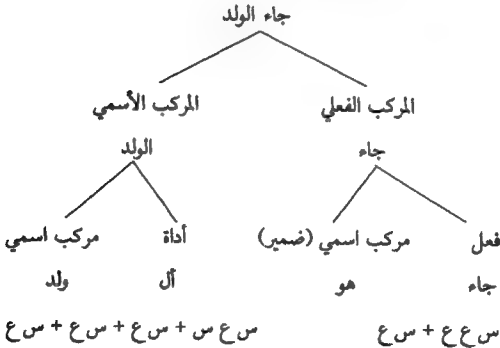 جاء الولد
المركب الفعلي المركب الأسمي
جاء الولد
فعل مركب اسمي (ضمير) أداة مركب اسمي
جاء هو أل ولد
س ع ع + س ع س ع س + س ع + س ع + س ع